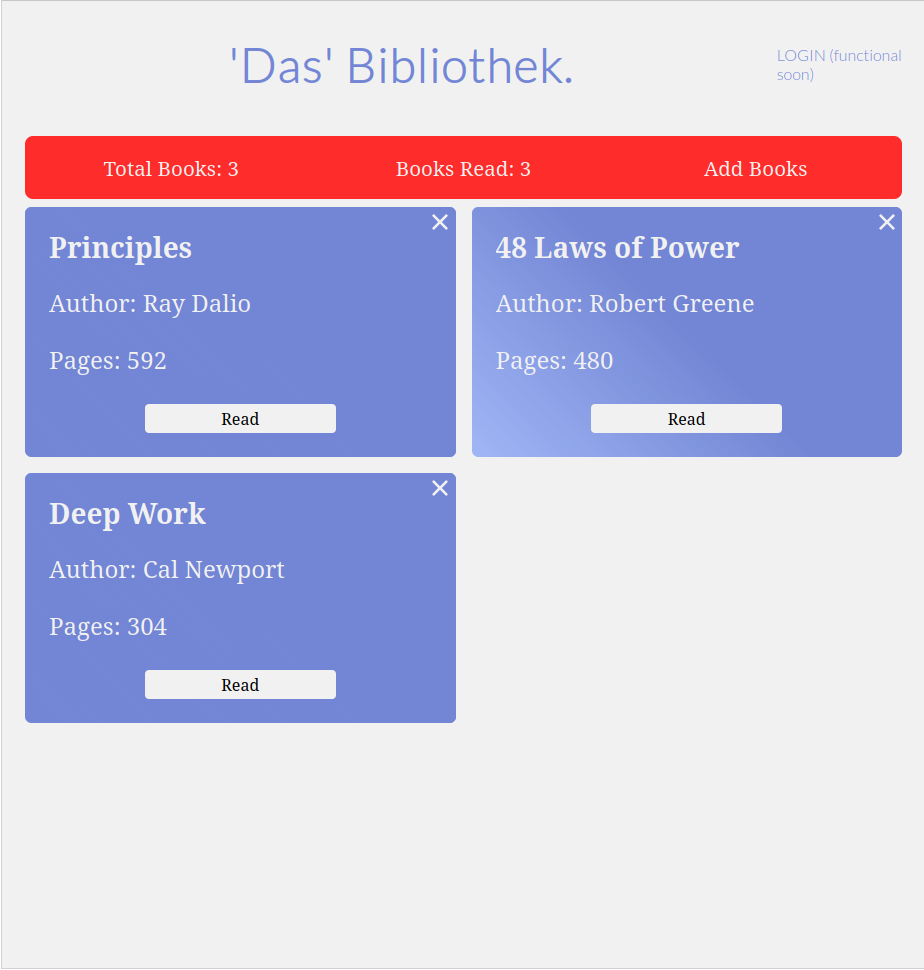 'Das' Bibliothek.
LOGIN (functional
soon)
Total Books: 3
Books Read: 3
Add Books
Principles
Author: Ray Dalio
Pages: 592
Read
48 Laws of Power
Author: Robert Greene
Pages: 480
Read
Deep Work
Author: Cal Newport
Pages: 304
Read